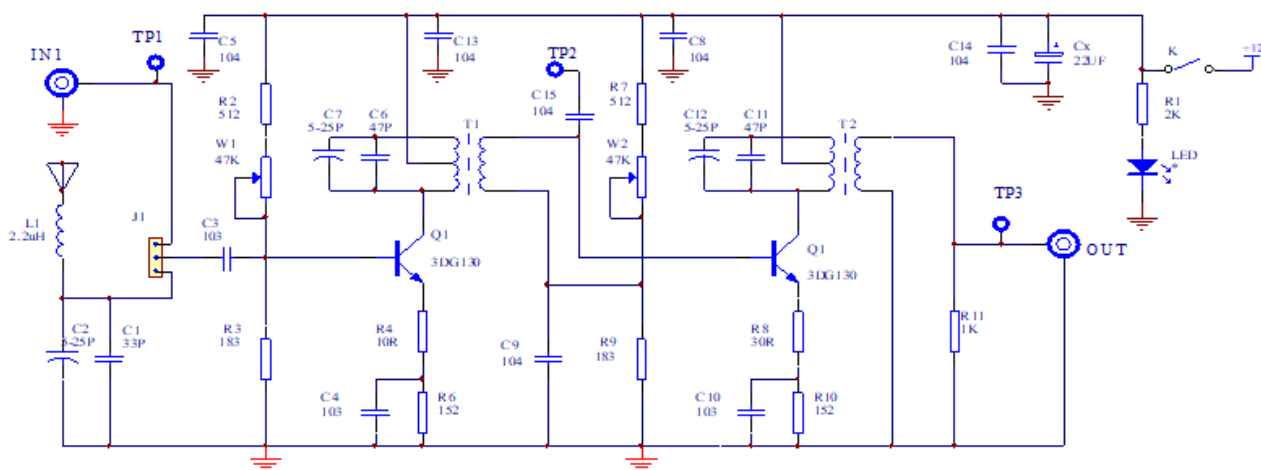 IN1
TP1
C5
104
C13
104
TP2
C8
104
C14
104
Cx
22UF
K
R2
512
C7
5-25P
C6
47P
T1
C15
104
R7
512
C12
5-25P
C11
47P
T2
R1
2K
W1
47K
W2
47K
LED
L1
2.2uH
J1
C3
103
Q1
3DG130
Q1
3DG130
TP3
OUT
C2
5-25P
C1
33P
R3
183
R4
10R
C9
104
R9
183
R8
30R
R11
1K
C4
103
R6
152
C10
103
R10
152